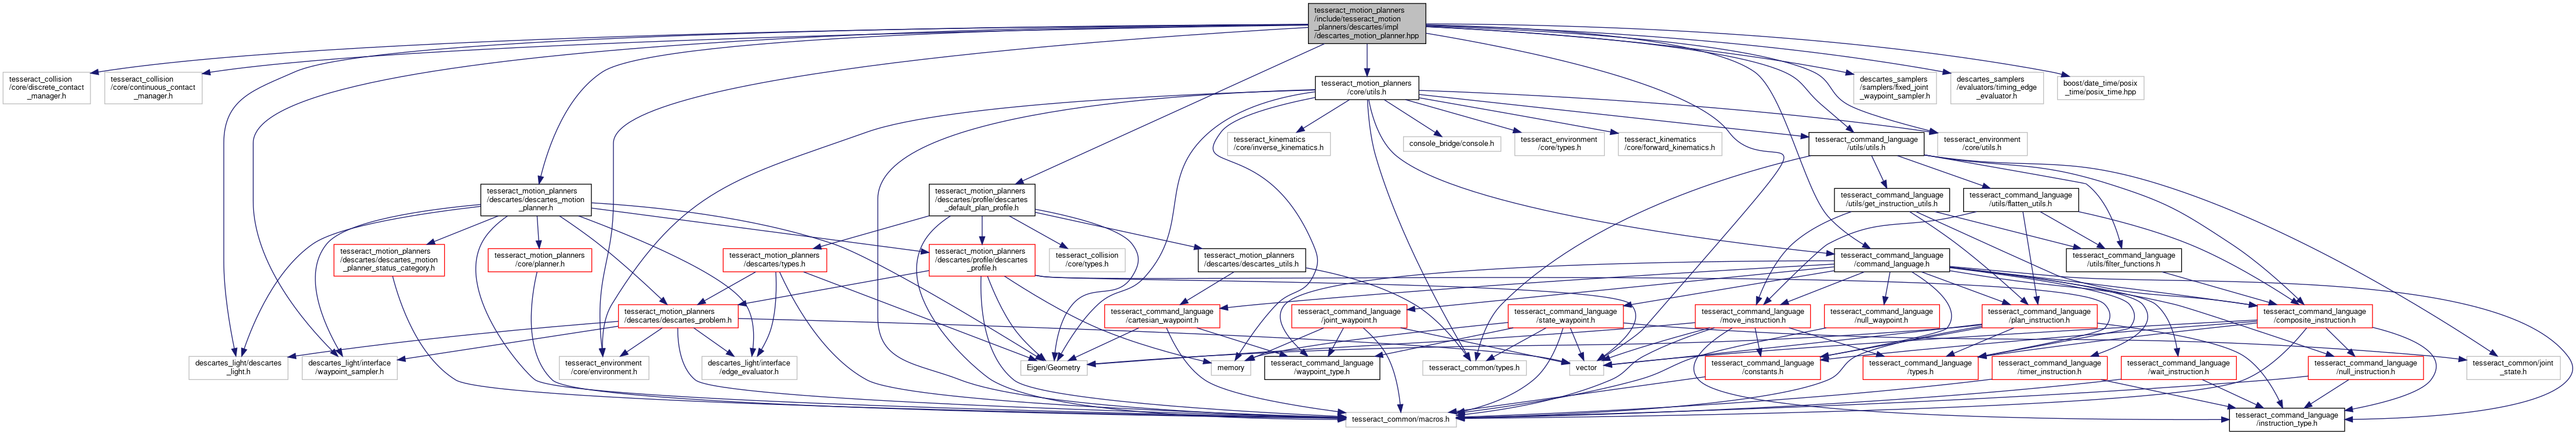 tesseract_motion_planners
/include/tesseract_motion
_planners/descartes/impl
/descartes_motion_planner.hpp
tesseract_collision
/core/discrete_contact
_manager.h
tesseract_collision
/core/continuous_contact
_manager.h
tesseract_motion_planners
/core/utils.h
descartes_samplers
/samplers/fixed_joint
_waypoint_sampler.h
descartes_samplers
/evaluators/timing_edge
_evaluator.h
boost/date_time/posix
_time/posix_time.hpp
tesseract_kinematics
/core/inverse_kinematics.h
console_bridge/console.h
tesseract_environment
/core/types.h
tesseract_kinematics
/core/forward_kinematics.h
tesseract_command_language
/utils/utils.h
tesseract_environment
/core/utils.h
tesseract_motion_planners
/descartes/descartes_motion
_planner.h
tesseract_motion_planners
/descartes/profile/descartes
_default_plan_profile.h
tesseract_command_language
/utils/get_instruction_utils.h
tesseract_command_language
/utils/flatten_utils.h
tesseract_motion_planners
/descartes/descartes_motion
_planner_status_category.h
tesseract_motion_planners
/core/planner.h
tesseract_motion_planners
/descartes/types.h
tesseract_motion_planners
/descartes/profile/descartes
_profile.h
tesseract_collision
/core/types.h
tesseract_motion_planners
/descartes/descartes_utils.h
tesseract_command_language
/command_language.h
tesseract_command_language
/utils/filter_functions.h
tesseract_motion_planners
/descartes/descartes_problem.h
tesseract_command_language
/cartesian_waypoint.h
tesseract_command_language
/joint_waypoint.h
tesseract_command_language
/state_waypoint.h
tesseract_command_language
/move_instruction.h
tesseract_command_language
/null_waypoint.h
tesseract_command_language
/plan_instruction.h
tesseract_command_language
/composite_instruction.h
descartes_light/descartes
_light.h
descartes_light/interface
/waypoint_sampler.h
tesseract_environment
/core/environment.h
descartes_light/interface
/edge_evaluator.h
Eigen/Geometry
memory
tesseract_command_language
/waypoint_type.h
tesseract_common/types.h
vector
tesseract_command_language
/constants.h
tesseract_command_language
/types.h
tesseract_command_language
/timer_instruction.h
tesseract_command_language
/wait_instruction.h
tesseract_command_language
/null_instruction.h
tesseract_common/joint
_state.h
tesseract_common/macros.h
tesseract_command_language
/instruction_type.h